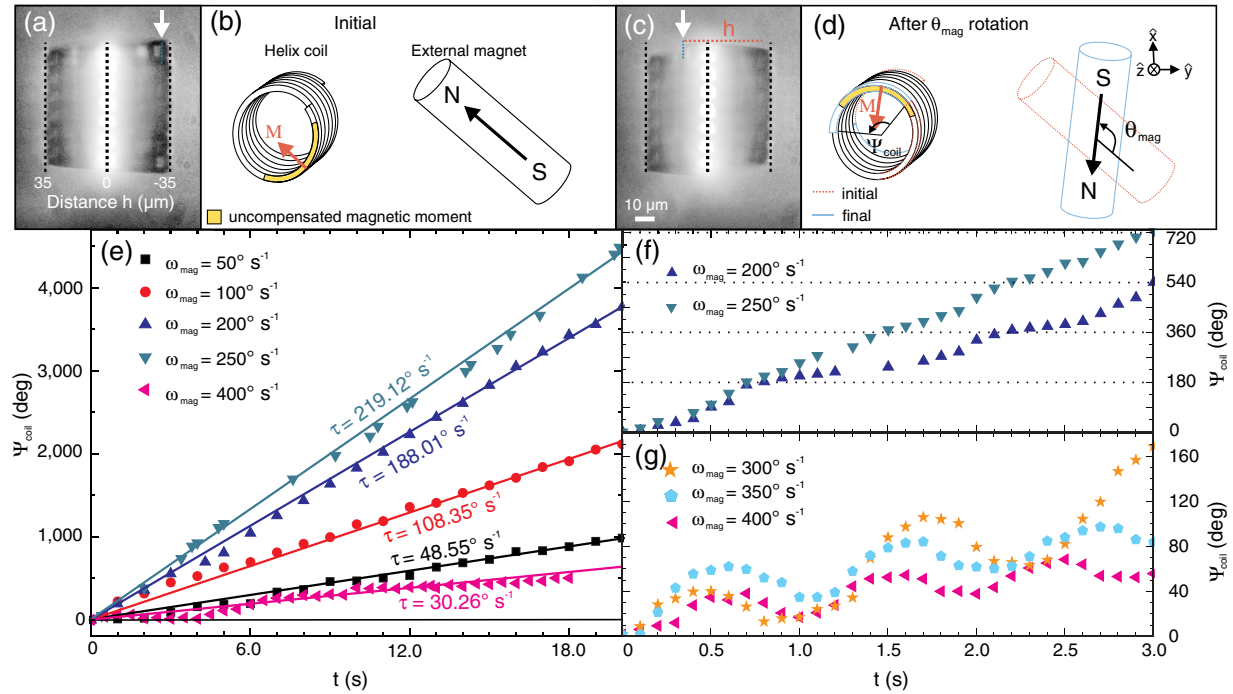 (a)
35 0 -35
Distance h (µm)
(b) Initial
Helix coil
External magnet
M
N
S
uncompensated magnetic moment
(c)
h
10 µm
(d) After θmag rotation
x̂
ẑ ŷ
M
Ψcoil
S
θmag
N
initial
final
(e)
ωmag = 50° s-1
ωmag = 100° s-1
ωmag = 200° s-1
ωmag = 250° s-1
ωmag = 400° s-1
τ = 219.12° s-1
τ = 188.01° s-1
τ = 108.35° s-1
τ = 48.55° s-1
τ = 30.26° s-1
4,000
3,000
2,000
1,000
0
Ψcoil (deg)
0 6.0 12.0 18.0
t (s)
(f)
ωmag = 200° s-1
ωmag = 250° s-1
720
540
360
180
0
Ψcoil (deg)
(g)
ωmag = 300° s-1
ωmag = 350° s-1
ωmag = 400° s-1
160
120
80
40
0
Ψcoil (deg)
0 0.5 1.0 1.5 2.0 2.5 3.0
t (s)